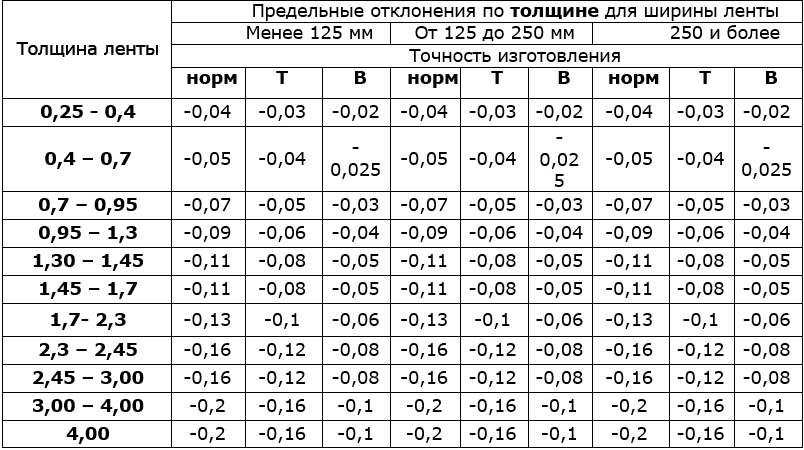 Предельные отклонения по толщине для ширины ленты
Толщина ленты
Менее 125 мм От 125 до 250 мм 250 и более
Точность изготовления
норм Т В норм Т В норм Т В
0,25 - 0,4 -0,04 -0,03 -0,02 -0,04 -0,03 -0,02 -0,04 -0,03 -0,02
0,4 – 0,7 -0,05 -0,04 -0,025 -0,05 -0,04 -0,025 -0,05 -0,04 -0,025
0,7 – 0,95 -0,07 -0,05 -0,03 -0,07 -0,05 -0,03 -0,07 -0,05 -0,03
0,95 – 1,3 -0,09 -0,06 -0,04 -0,09 -0,06 -0,04 -0,09 -0,06 -0,04
1,30 – 1,45 -0,11 -0,08 -0,05 -0,11 -0,08 -0,05 -0,11 -0,08 -0,05
1,45 – 1,7 -0,11 -0,08 -0,05 -0,11 -0,08 -0,05 -0,11 -0,08 -0,05
1,7- 2,3 -0,13 -0,1 -0,06 -0,13 -0,1 -0,06 -0,13 -0,1 -0,06
2,3 – 2,45 -0,16 -0,12 -0,08 -0,16 -0,12 -0,08 -0,16 -0,12 -0,08
2,45 – 3,00 -0,16 -0,12 -0,08 -0,16 -0,12 -0,08 -0,16 -0,12 -0,08
3,00 – 4,00 -0,2 -0,16 -0,1 -0,2 -0,16 -0,1 -0,2 -0,16 -0,1
4,00 -0,2 -0,16 -0,1 -0,2 -0,16 -0,1 -0,2 -0,16 -0,1